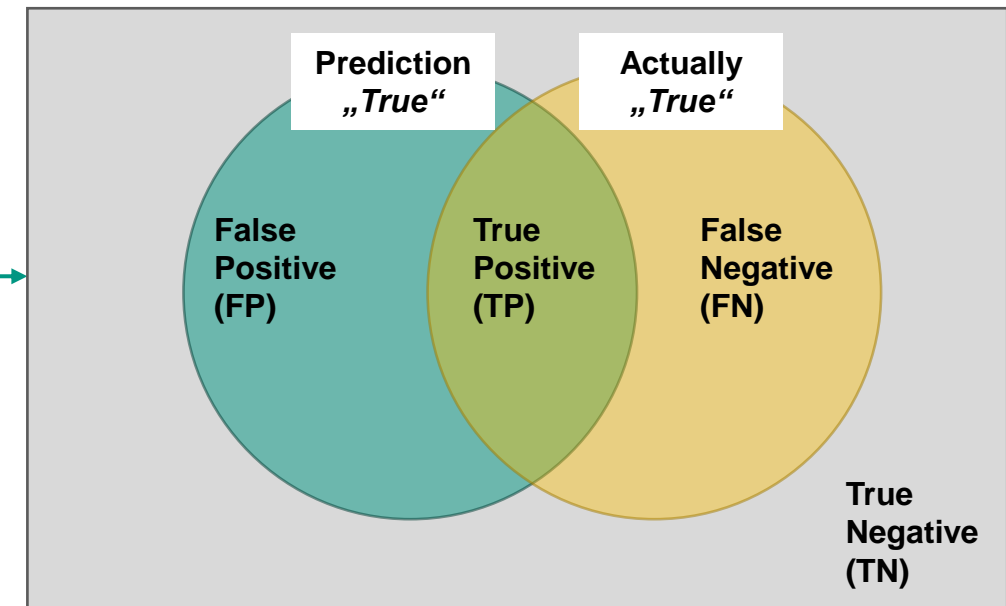 Prediction
„True“
Actually
„True“
False
Positive
(FP)
True
Positive
(TP)
False
Negative
(FN)
True
Negative
(TN)